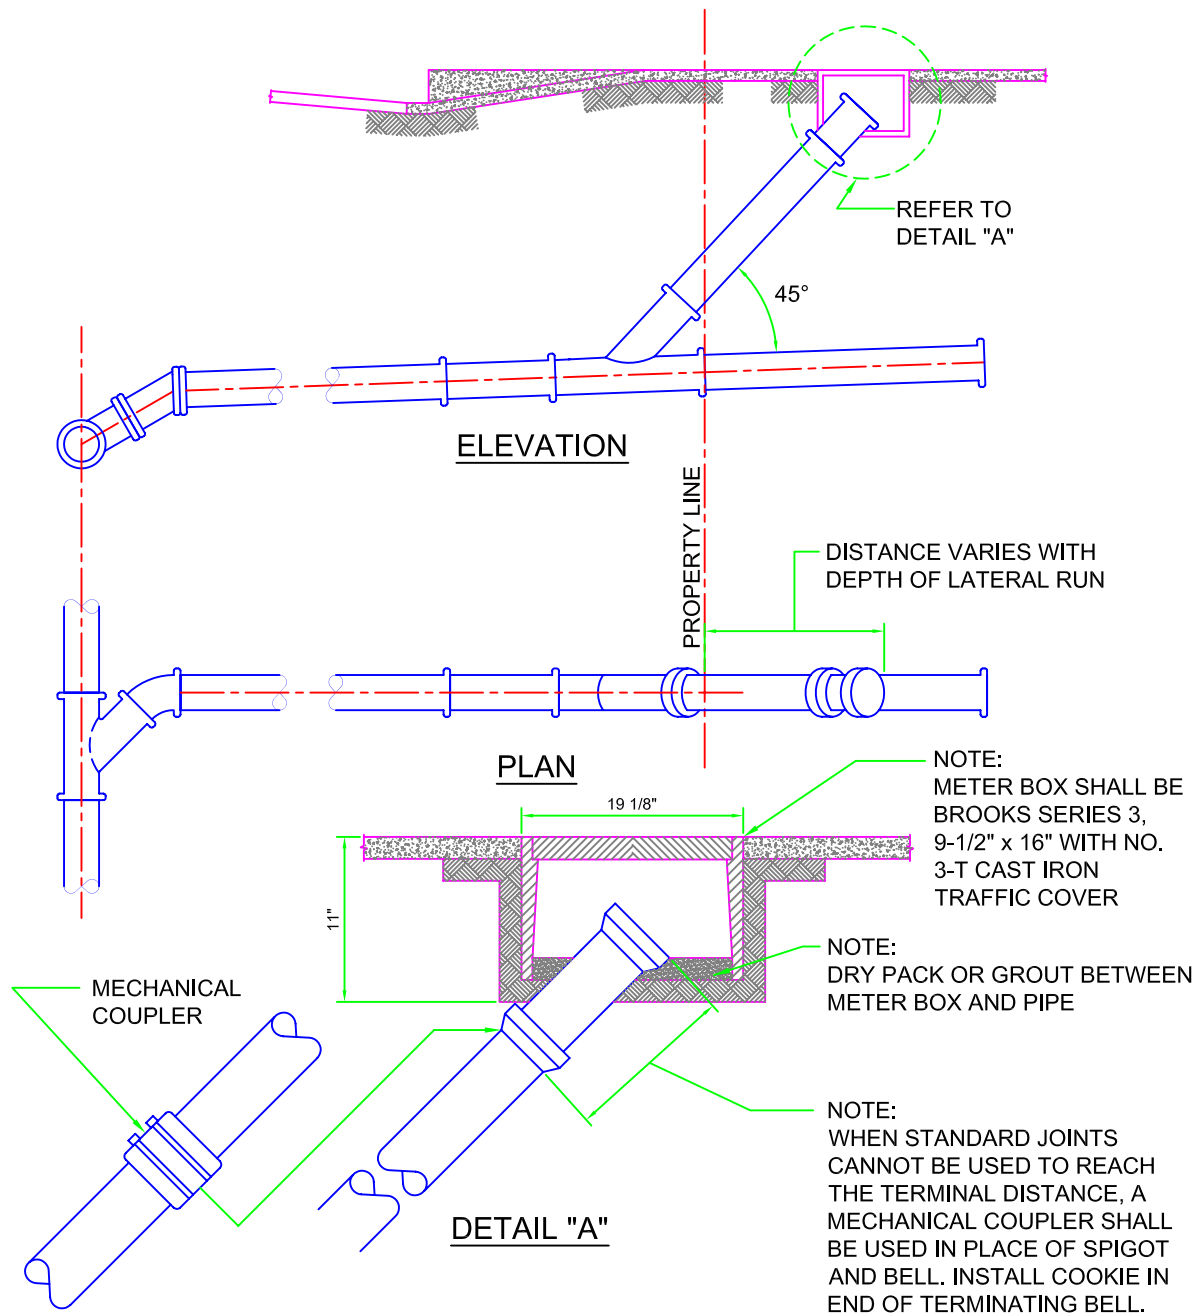 REFER TO
DETAIL "A"
45°
ELEVATION
PROPERTY LINE
DISTANCE VARIES WITH
DEPTH OF LATERAL RUN
PLAN
NOTE:
METER BOX SHALL BE
BROOKS SERIES 3,
9-1/2" x 16" WITH NO.
3-T CAST IRON
TRAFFIC COVER
19 1/8"
11"
NOTE:
DRY PACK OR GROUT BETWEEN
METER BOX AND PIPE
MECHANICAL
COUPLER
NOTE:
WHEN STANDARD JOINTS
CANNOT BE USED TO REACH
THE TERMINAL DISTANCE, A
MECHANICAL COUPLER SHALL
BE USED IN PLACE OF SPIGOT
AND BELL. INSTALL COOKIE IN
END OF TERMINATING BELL.
DETAIL "A"